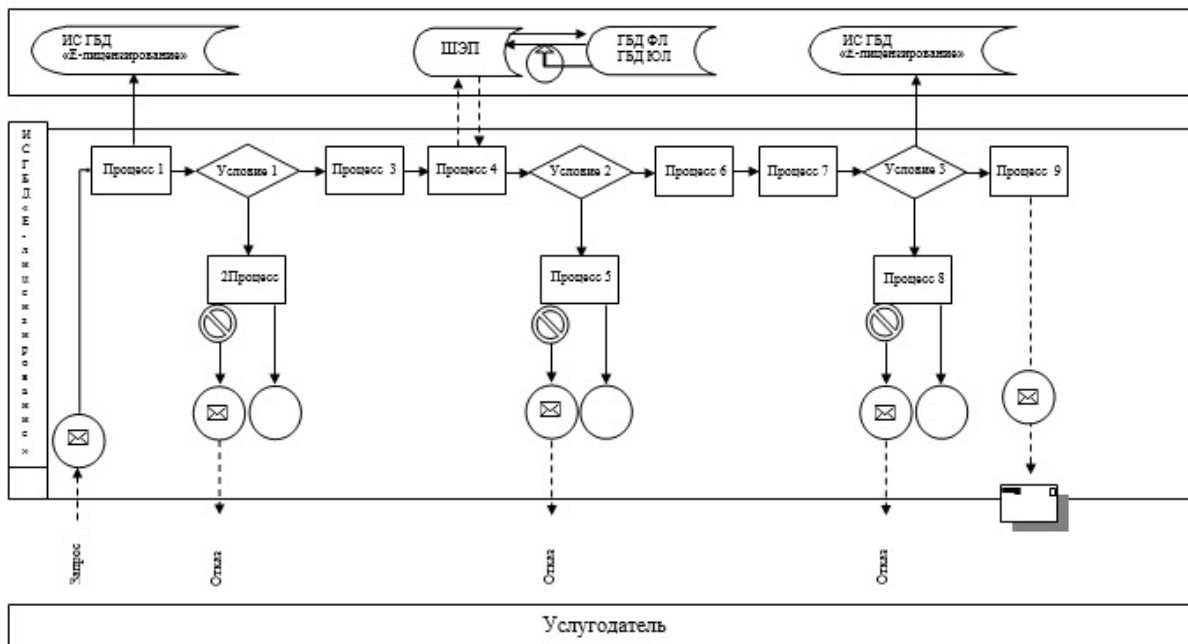 ИС ГБД
«Е-лицензирование»
ШЭП
ГБД ФЛ
ГБД ЮЛ
ИС ГБД
«Е-лицензирование»
ИС ГБД «Е-лицензирование»
Процесс 1
Условие 1
Процесс 3
Процесс 4
Условие 2
Процесс 6
Процесс 7
Условие 3
Процесс 9
2Процесс
Процесс 5
Процесс 8
Запрос
Отказ
Отказ
Отказ
Услугодатель